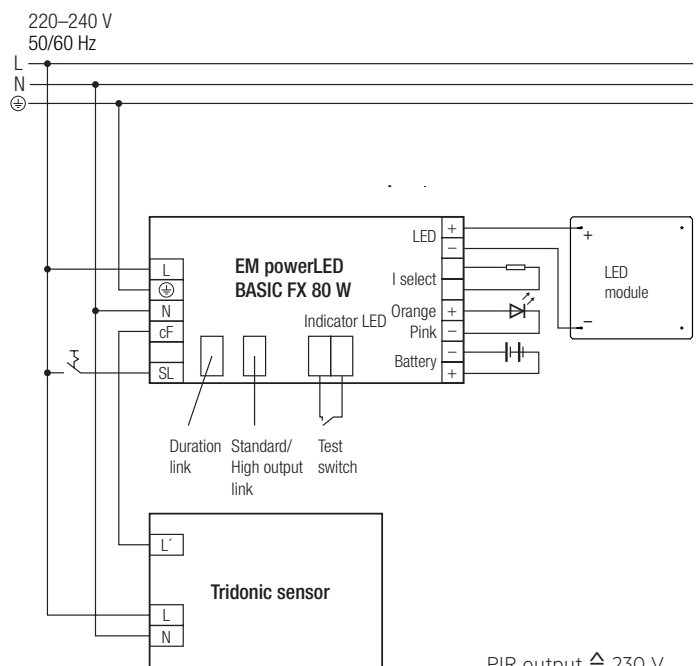 220–240 V
50/60 Hz
L
N
LED
+
−
+
−
LED
module
EM powerLED
BASIC FX 80 W
L
N
cF
SL
I select
Indicator LED
Orange
+
Pink
−
Battery
−
+
Duration
link
Standard/
High output
link
Test
switch
L´
Tridonic sensor
L
N
PIR output ≙ 230 V